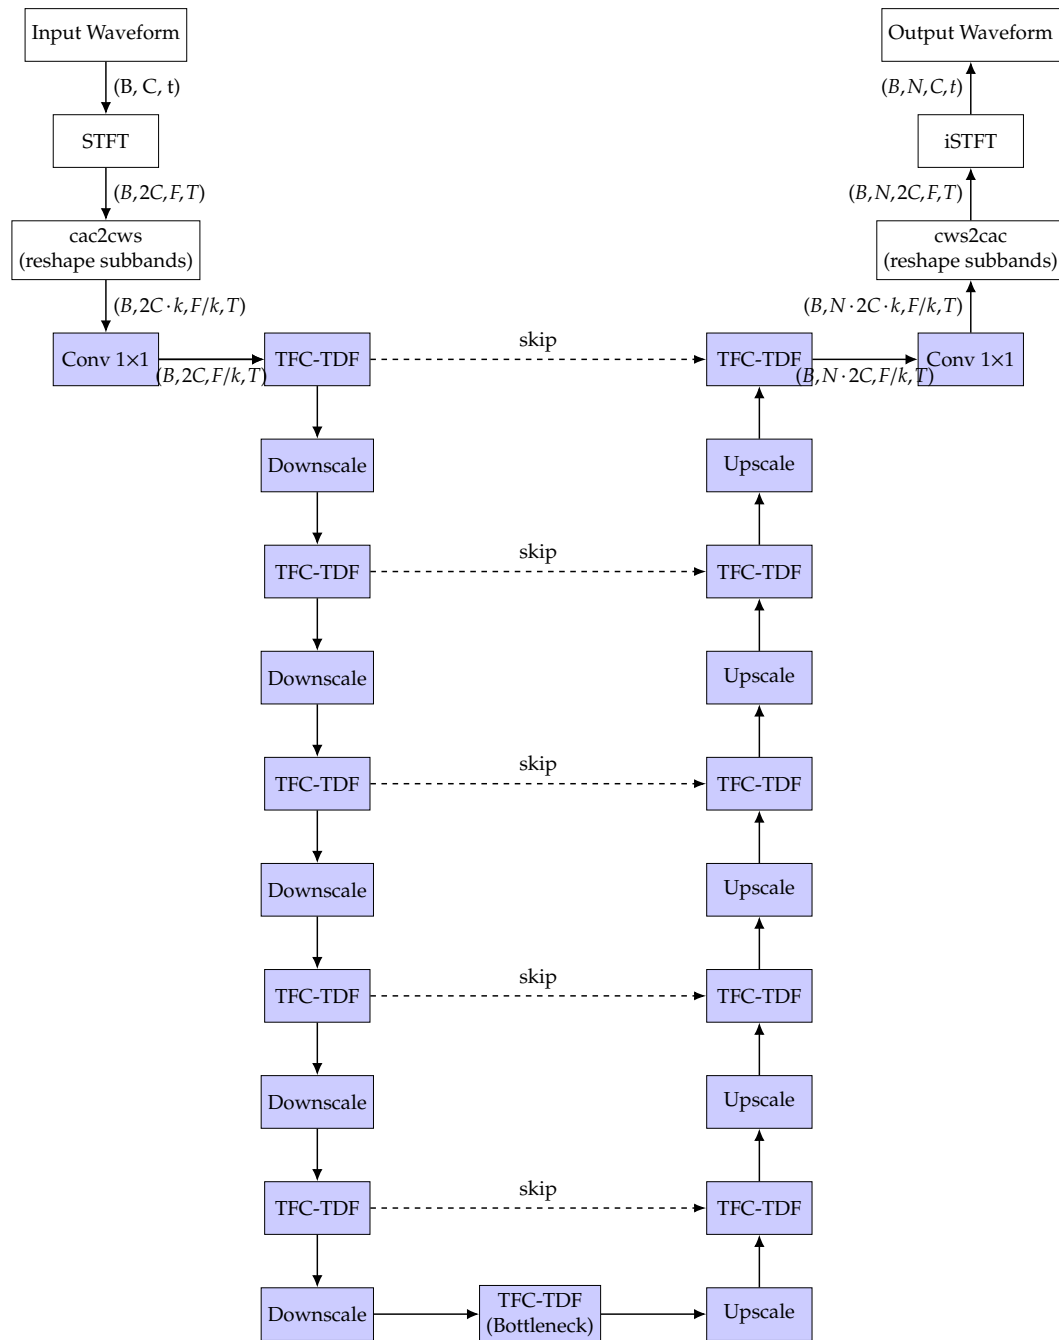 Input Waveform
Output Waveform
(B, C, t)
(B, N, C, t)
STFT
iSTFT
(B, 2C, F, T)
(B, N, 2C, F, T)
cac2cws
(reshape subbands)
cws2cac
(reshape subbands)
(B, 2C · k, F/k, T)
(B, N · 2C · k, F/k, T)
Conv 1×1
TFC-TDF
skip
TFC-TDF
Conv 1×1
(B, 2C, F/k, T)
(B, N · 2C, F/k, T)
Downscale
Upscale
TFC-TDF
skip
TFC-TDF
Downscale
Upscale
TFC-TDF
skip
TFC-TDF
Downscale
Upscale
TFC-TDF
skip
TFC-TDF
Downscale
Upscale
TFC-TDF
skip
TFC-TDF
Downscale
TFC-TDF
(Bottleneck)
Upscale